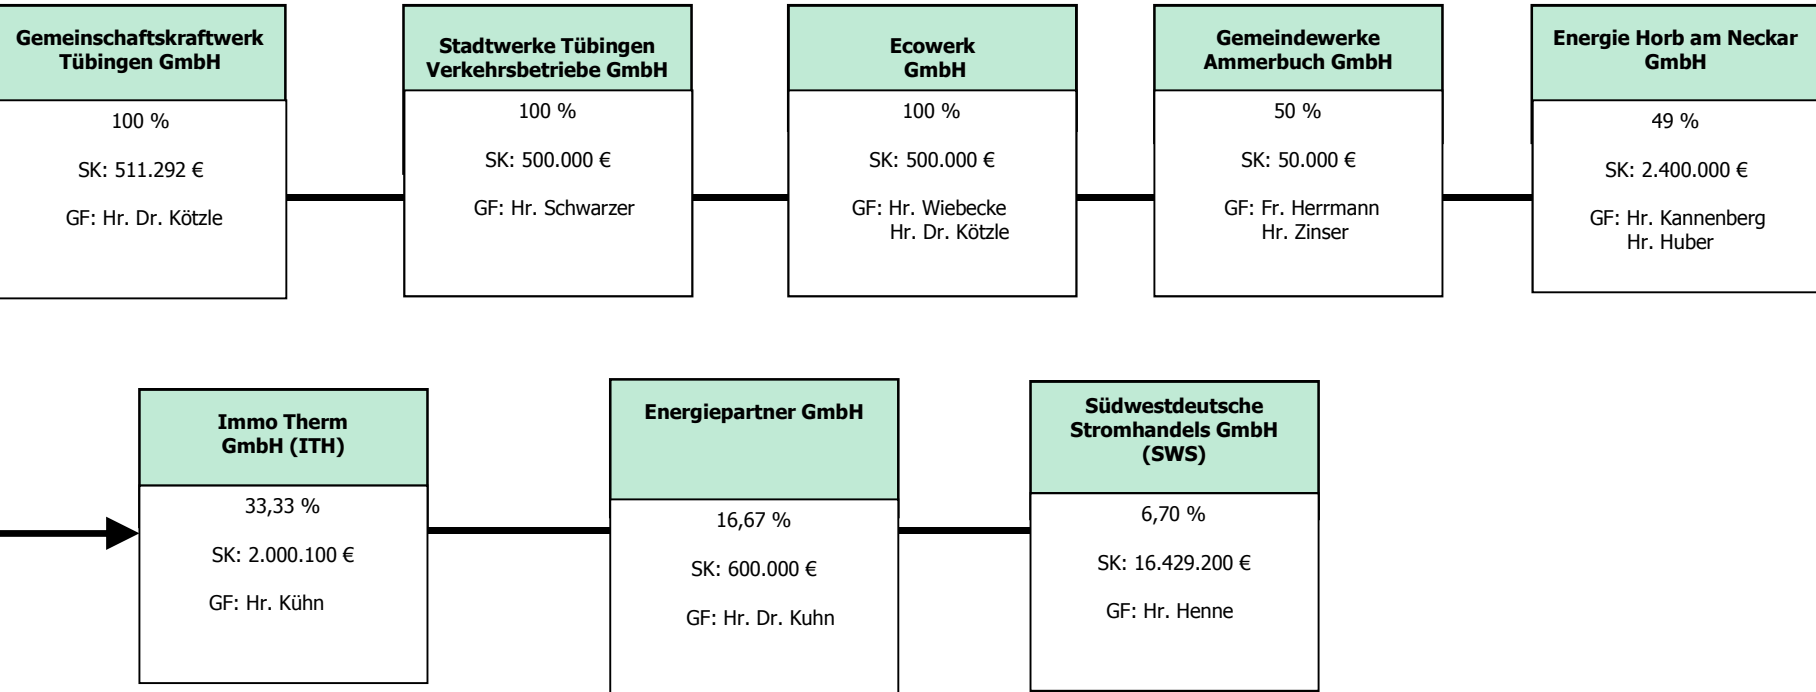 Gemeinschaftskraftwerk
Tübingen GmbH
100 %
SK: 511.292 €
GF: Hr. Dr. Kötzle
Stadtwerke Tübingen
Verkehrsbetriebe GmbH
100 %
SK: 500.000 €
GF: Hr. Schwarzer
Ecowerk
GmbH
100 %
SK: 500.000 €
GF: Hr. Wiebecke
Hr. Dr. Kötzle
Gemeindewerke
Ammerbuch GmbH
50 %
SK: 50.000 €
GF: Fr. Herrmann
Hr. Zinser
Energie Horb am Neckar
GmbH
49 %
SK: 2.400.000 €
GF: Hr. Kannenberg
Hr. Huber
Immo Therm
GmbH (ITH)
33,33 %
SK: 2.000.100 €
GF: Hr. Kühn
Energiepartner GmbH
16,67 %
SK: 600.000 €
GF: Hr. Dr. Kuhn
Südwestdeutsche
Stromhandels GmbH
(SWS)
6,70 %
SK: 16.429.200 €
GF: Hr. Henne